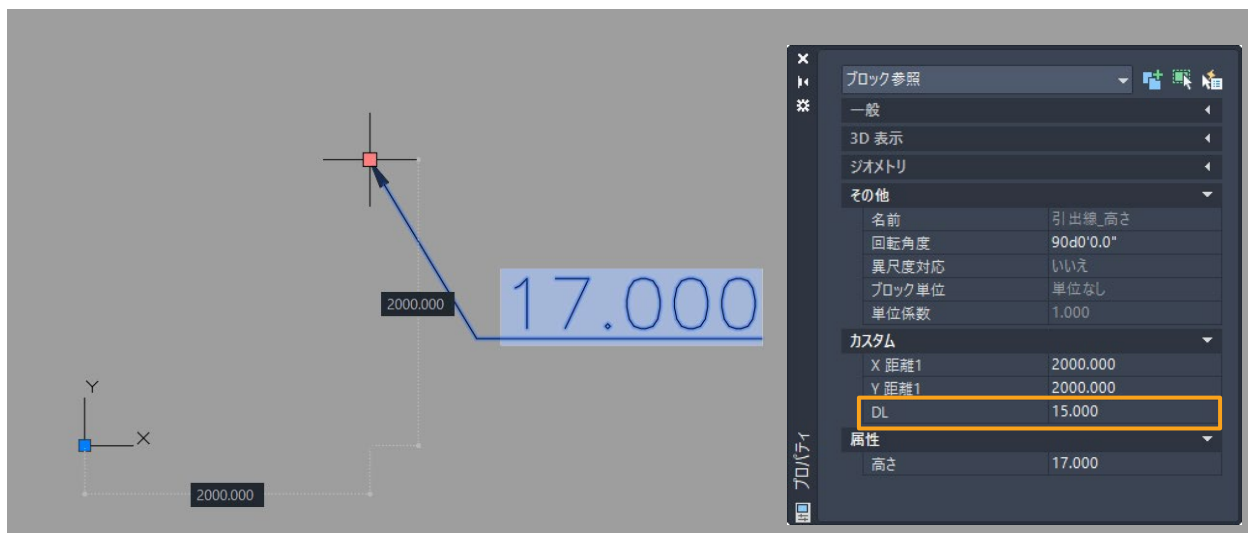 2000.000
17.000
Y
X
2000.000
ブロック参照
一般
3D 表示
ジオメトリ
その他
名前 引出線_高さ
回転角度 90d0'0.0"
異尺度対応 いいえ
ブロック単位 単位なし
単位係数 1.000
カスタム
X 距離1 2000.000
Y 距離1 2000.000
DL 15.000
属性
高さ 17.000
プロパティ